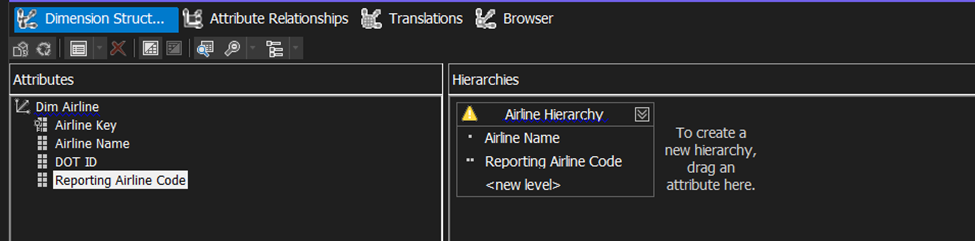 Dimension Struct... Attribute Relationships Translations Browser
Attributes
Dim Airline
Airline Key
Airline Name
DOT ID
Reporting Airline Code
Hierarchies
Airline Hierarchy
Airline Name
Reporting Airline Code
<new level>
To create a
new hierarchy,
drag an
attribute here.